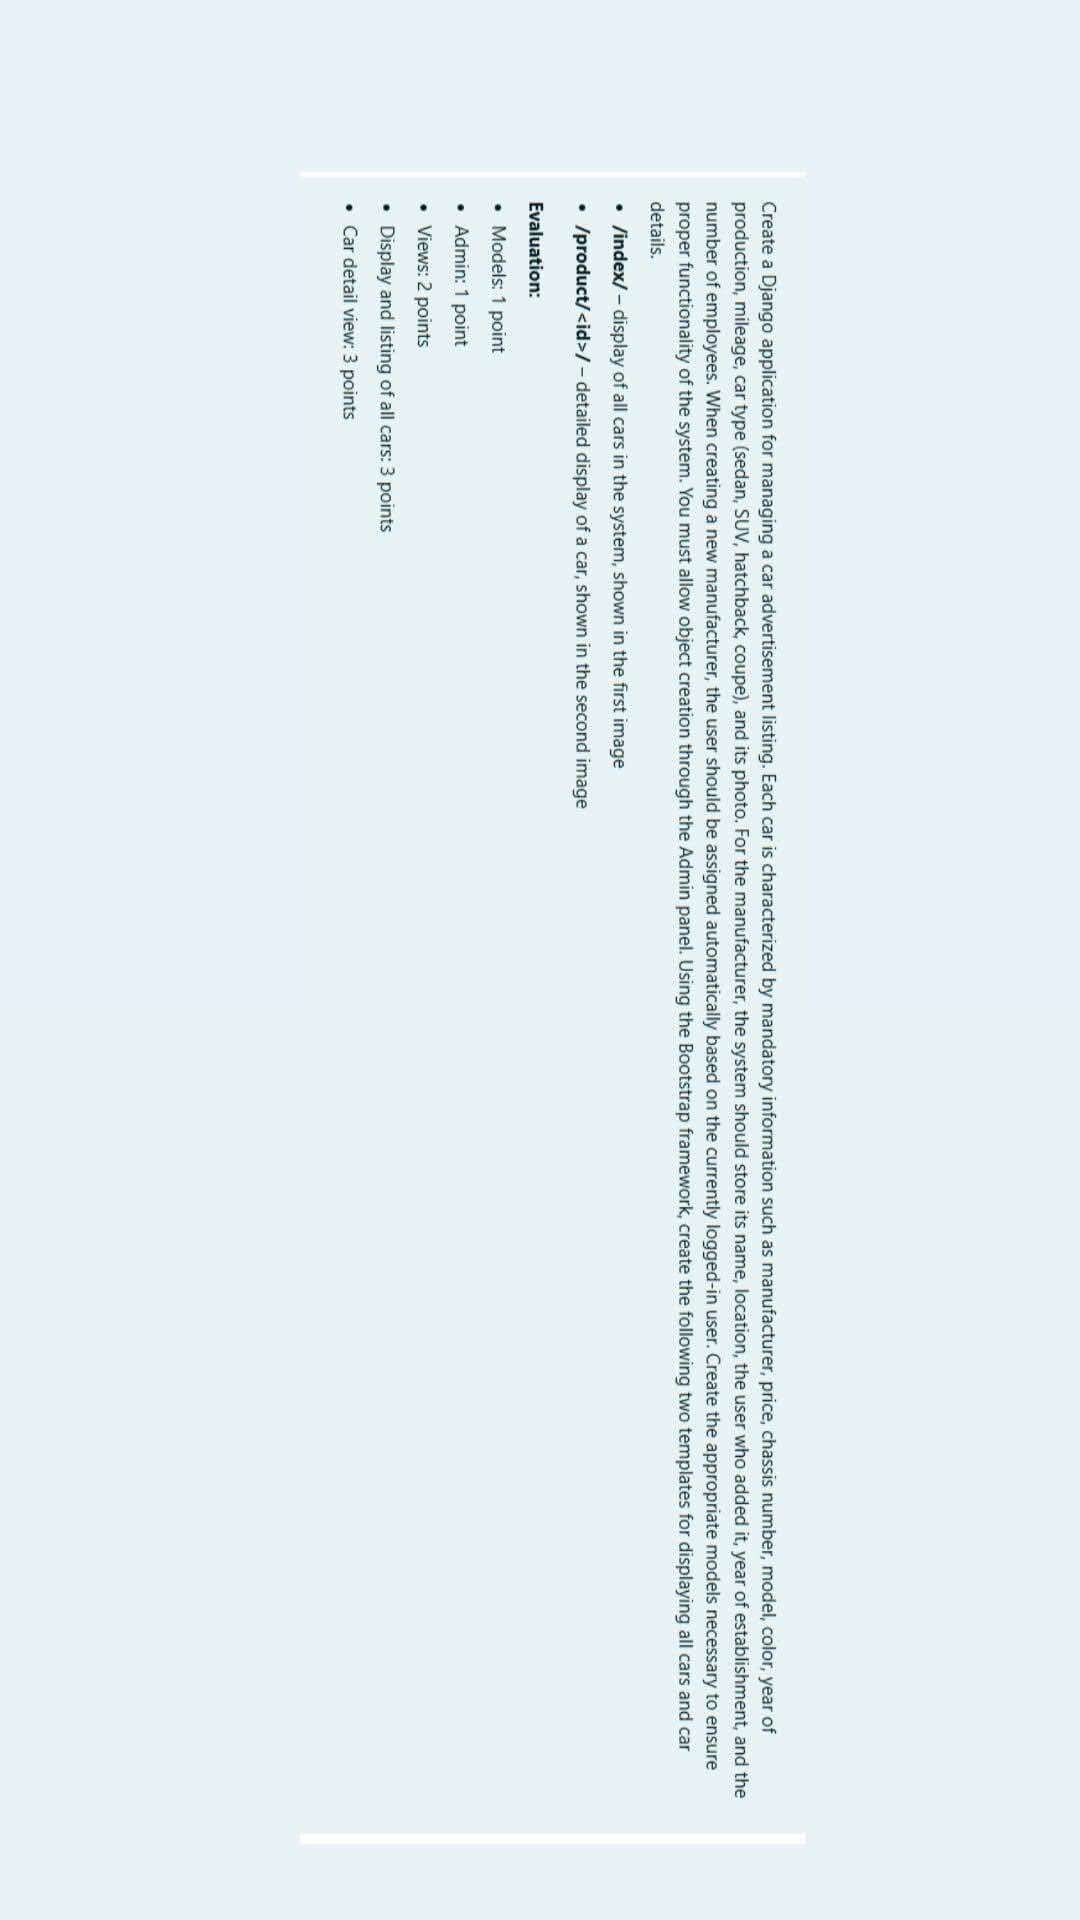 Create a Django application for managing a car advertisement listing. Each car is characterized by mandatory information such as manufacturer, price, chassis number, model, color, year of
production, mileage, car type (sedan, SUV, hatchback, coupe), and its photo. For the manufacturer, the system should store its name, location, the user who added it, year of establishment, and the
number of employees. When creating a new manufacturer, the user should be assigned automatically based on the currently logged-in user. Create the appropriate models necessary to ensure
proper functionality of the system. You must allow object creation through the Admin panel. Using the Bootstrap framework, create the following two templates for displaying all cars and car
details.
• /index/ – display of all cars in the system, shown in the first image
• /product/<id>/ – detailed display of a car, shown in the second image
Evaluation:
• Models: 1 point
• Admin: 1 point
• Views: 2 points
• Display and listing of all cars: 3 points
• Car detail view: 3 points